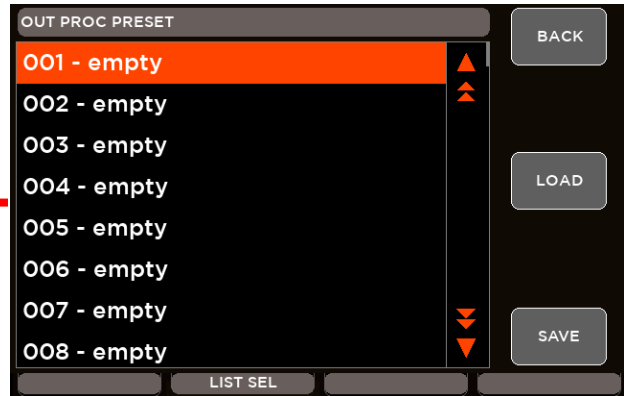 OUT PROC PRESET
BACK
001 - empty
002 - empty
003 - empty
004 - empty
LOAD
005 - empty
006 - empty
007 - empty
SAVE
008 - empty
LIST SEL